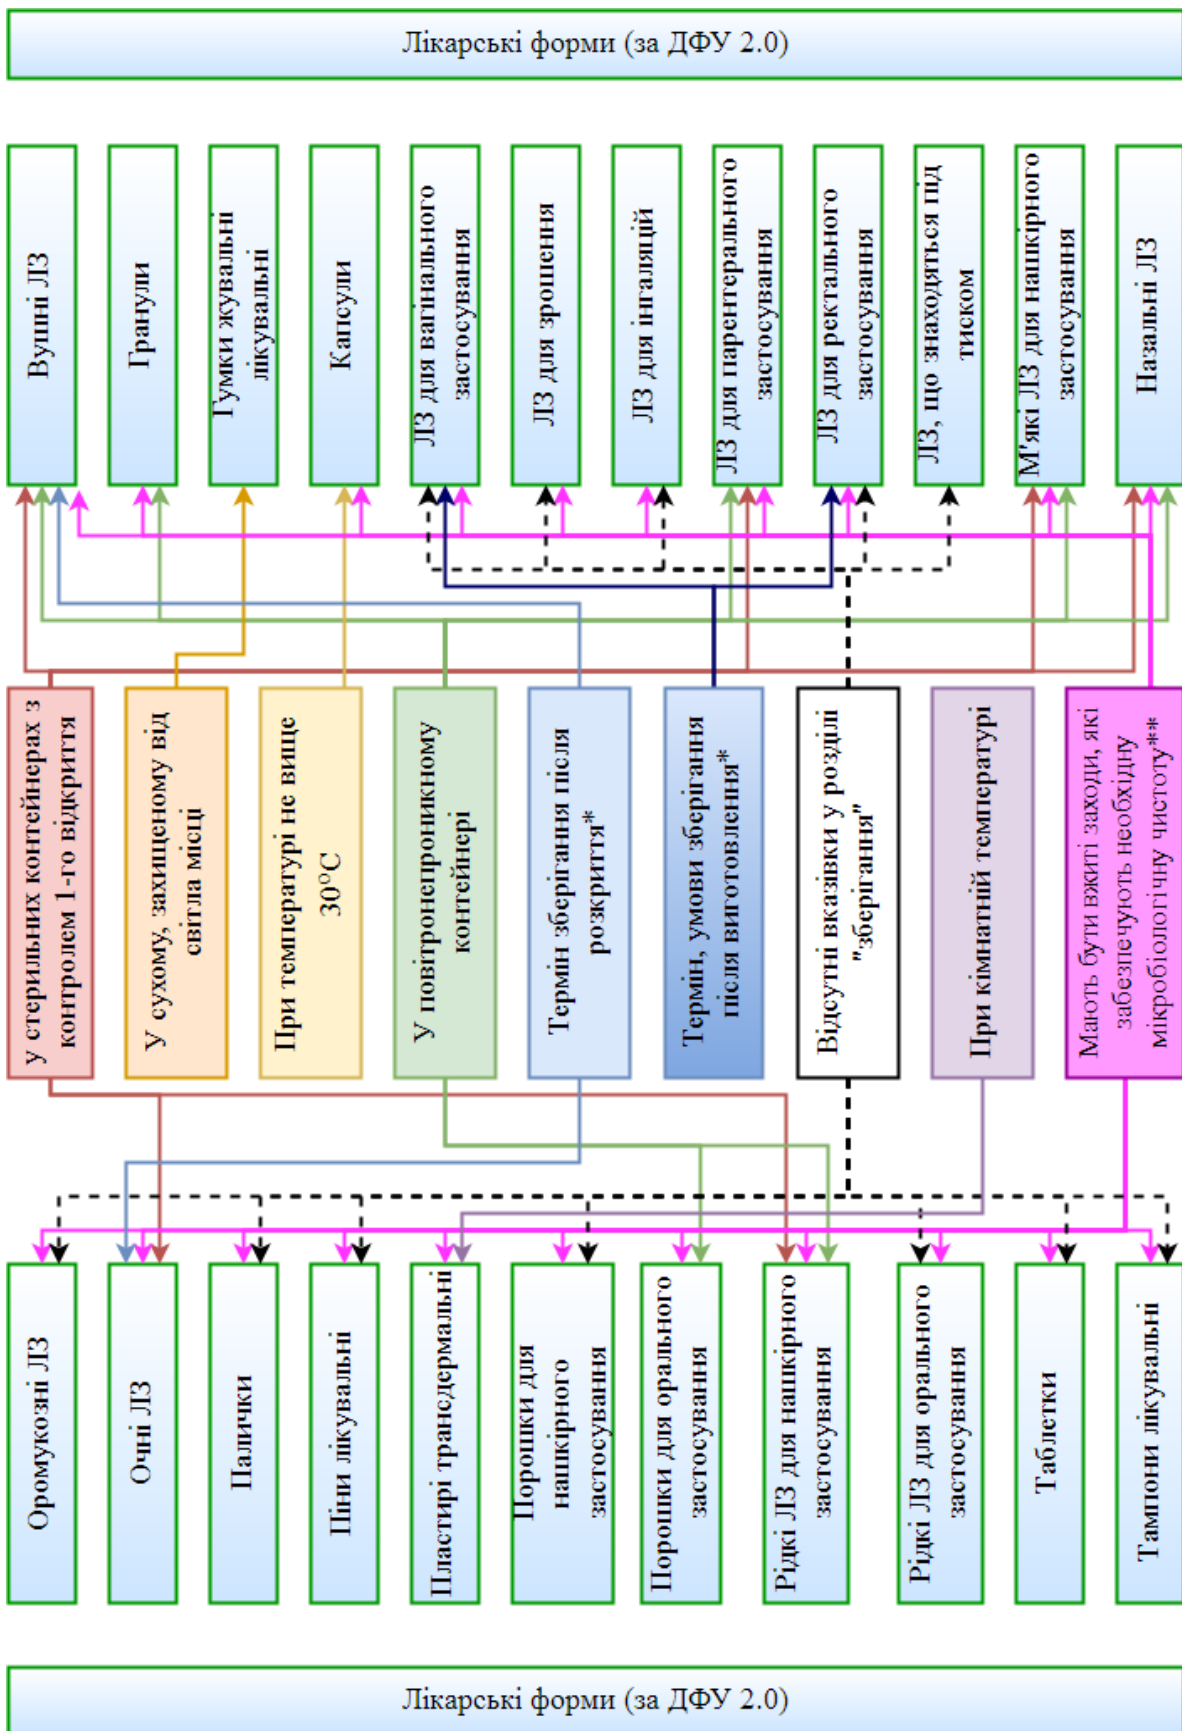 Лікарські форми (за ДФУ 2.0)
Вушні ЛЗ
Гранули
Гумки жувальні
лікувальні
Капсули
ЛЗ для вагінального
застосування
ЛЗ для зрошення
ЛЗ для інгаляцій
ЛЗ для парентерального
застосування
ЛЗ для ректального
застосування
ЛЗ, що знаходяться під
тиском
М'які ЛЗ для нашкірного
застосування
Назальні ЛЗ
у стерильних контейнерах з
контролем 1-го відкриття
У сухому, захищеному від
світла місці
При температурі не вище
30°С
У повітронепроникному
контейнері
Термін зберігання після
розкриття*
Термін, умови зберігання
після виготовлення*
Відсутні вказівки у розділі
"зберігання"
При кімнатній температурі
Мають бути вжиті заходи, які
забезпечують необхідну
мікробіологічну чистоту**
Оромукозні ЛЗ
Очні ЛЗ
Палички
Піни лікувальні
Пластирі трансдермальні
Порошки для
нашкірного
застосування
Порошки для орального
застосування
Рідкі ЛЗ для нашкірного
застосування
Рідкі ЛЗ для орального
застосування
Таблетки
Тампони лікувальні
Лікарські форми (за ДФУ 2.0)